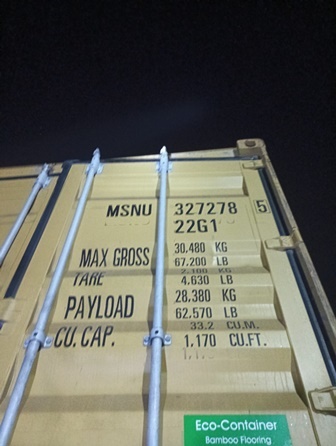 MSNU 327278 5
22G1
MAX GROSS 30.480 KG
67.200 LB
TARE 2.100 KG
4.630 LB
PAYLOAD 28.380 KG
62.570 LB
CU. CAP. 33.2 CU.M.
1,170 CU.FT.
Eco-Container
Bamboo Flooring